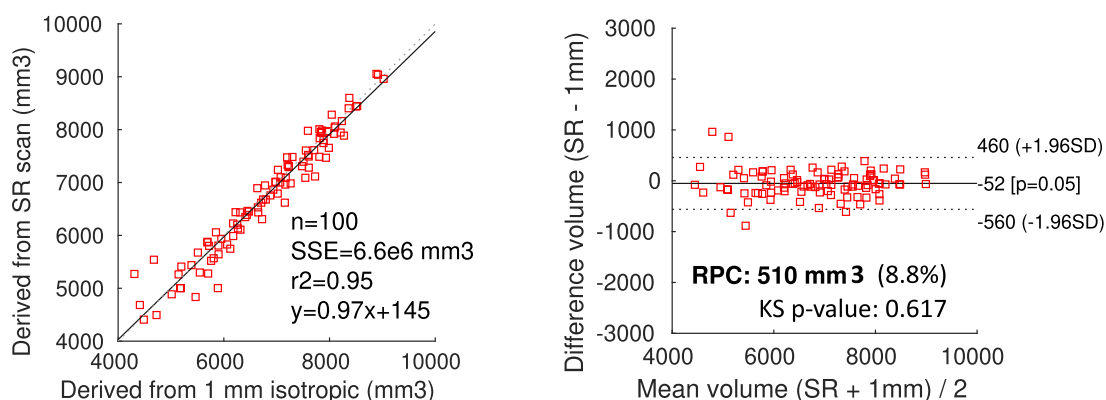 10000
9000
8000
7000
6000
5000
4000
Derived from SR scan (mm3)
n=100
SSE=6.6e6 mm3
r2=0.95
y=0.97x+145
4000 6000 8000 10000
Derived from 1 mm isotropic (mm3)
3000
2000
1000
0
-1000
-2000
-3000
Difference volume (SR - 1mm)
460 (+1.96SD)
-52 [p=0.05]
-560 (-1.96SD)
RPC: 510 mm3 (8.8%)
KS p-value: 0.617
4000 6000 8000 10000
Mean volume (SR + 1mm) / 2